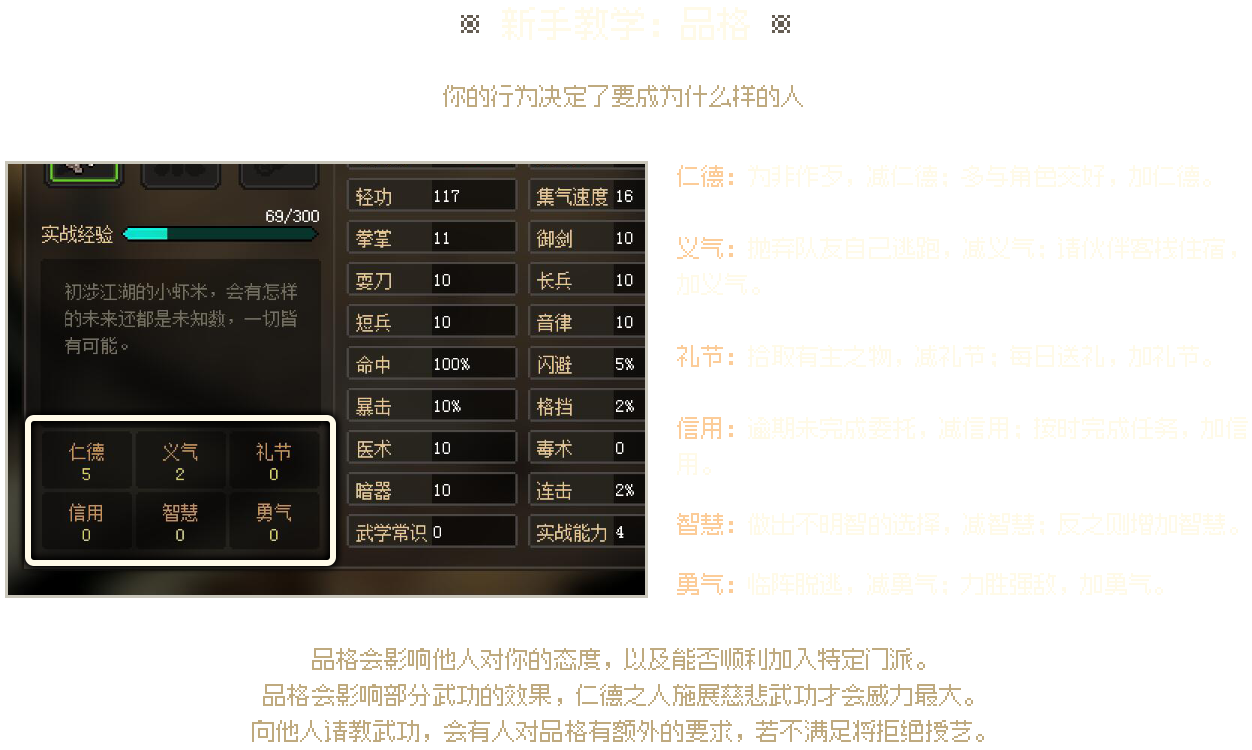 ※ 新手教学：品格 ※
你的行为决定了要成为什么样的人
69/300
实战经验
初涉江湖的小虾米，会有怎样
的未来还都是未知数，一切皆
有可能。
仁德 义气 礼节
5 2 0
信用 智慧 勇气
0 0 0
轻功 117 集气速度 16
拳掌 11 御剑 10
耍刀 10 长兵 10
短兵 10 音律 10
命中 100% 闪避 5%
暴击 10% 格挡 2%
医术 10 毒术 0
暗器 10 连击 2%
武学常识 0 实战能力 4
仁德：为非作歹，减仁德；多与角色交好，加仁德。
义气：抛弃队友自己逃跑，减义气；请伙伴客栈住宿，
加义气。
礼节：拾取有主之物，减礼节；每日送礼，加礼节。
信用：逾期未完成委托，减信用；按时完成任务，加信
用。
智慧：做出不明智的选择，减智慧；反之则增加智慧。
勇气：临阵脱逃，减勇气；力胜强敌，加勇气。
品格会影响他人对你的态度，以及能否顺利加入特定门派。
品格会影响部分武功的效果，仁德之人施展慈悲武功才会威力最大。
向他人请教武功，会有人对品格有额外的要求，若不满足将拒绝授艺。